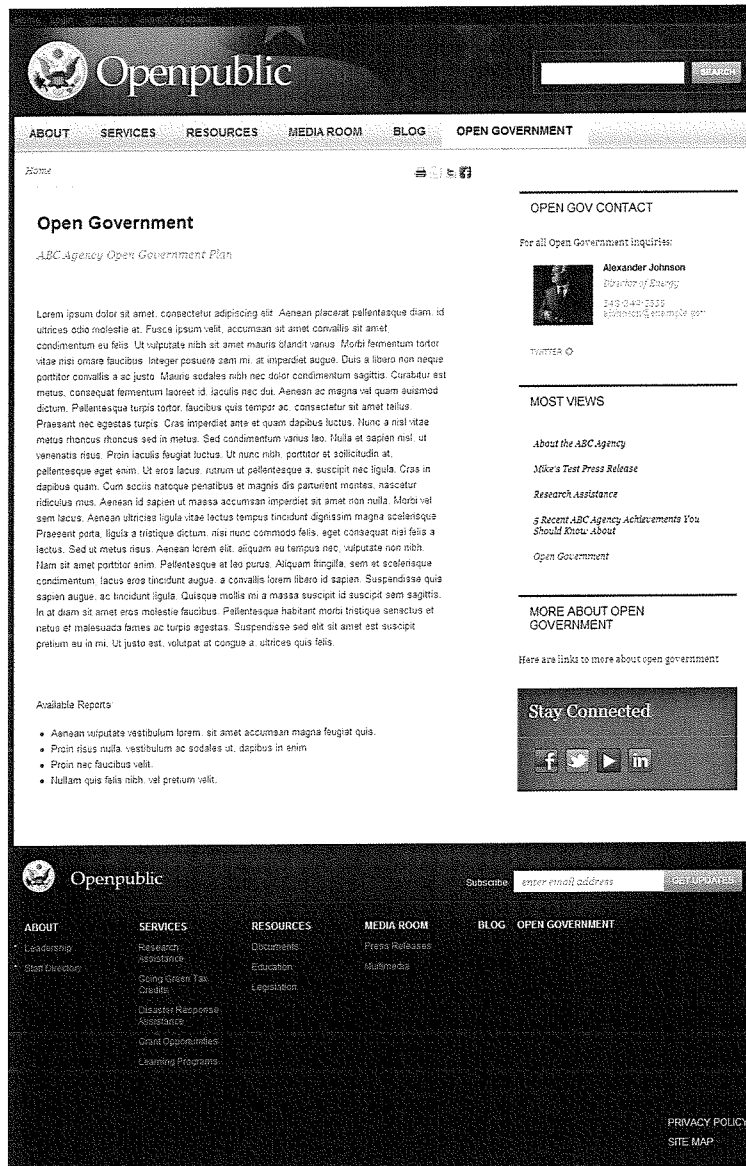 Openpublic
SEARCH
ABOUT SERVICES RESOURCES MEDIA ROOM BLOG OPEN GOVERNMENT
Home
Open Government
ABC Agency Open Government Plan
Lorem ipsum dolor sit amet, consectetur adipiscing elit. Aenean placerat pellentesque diam, id
ultrices odio molestie at. Fusce ipsum velit, accumsan sit amet convallis sit amet,
condimentum eu felis. Ut vulputate nibh sit amet mauris blandit varius. Morbi fermentum tortor
vitae nisi ornare faucibus. Integer posuere sem mi, at imperdiet augue. Duis a libero non neque
porttitor convallis a ac justo. Mauris sodales nibh nec dolor condimentum sagittis. Curabitur est
metus, consequat fermentum laoreet id, iaculis nec dui. Aenean ac magna vel quam euismod
dictum. Pellentesque turpis tortor, faucibus quis tempor ac, consectetur sit amet tellus.
Praesent nec egestas turpis. Cras imperdiet ante et quam dapibus luctus. Nunc a nisl vitae
metus rhoncus rhoncus sed in metus. Sed condimentum varius leo. Nulla et sapien nisl, ut
venenatis risus. Proin iaculis feugiat luctus. Ut nunc nibh, porttitor et sollicitudin at,
pellentesque eget enim. Ut eros lacus, rutrum ut pellentesque a, suscipit nec ligula. Cras in
dapibus quam. Cum sociis natoque penatibus et magnis dis parturient montes, nascetur
ridiculus mus. Aenean id sapien ut massa accumsan imperdiet sit amet non nulla. Morbi vel
sem lacus. Aenean ultricies ligula vitae lectus tempus tincidunt dignissim magna scelerisque.
Praesent porta, ligula a tristique dictum, nisi nunc commodo felis, eget consequat nisi felis a
lectus. Sed ut metus risus. Aenean lorem elit, aliquam eu tempus nec, vulputate non nibh.
Nam sit amet porttitor enim. Pellentesque at leo purus. Aliquam fringilla, sem et scelerisque
condimentum, lacus eros tincidunt augue, a convallis lorem libero id sapien. Suspendisse quis
sapien augue, ac tincidunt ligula. Quisque mollis mi a massa suscipit id suscipit sem sagittis.
In at diam sit amet eros molestie faucibus. Pellentesque habitant morbi tristique senectus et
netus et malesuada fames ac turpis egestas. Suspendisse sed elit sit amet est suscipit
pretium eu in mi. Ut justo est, volutpat at congue a, ultrices quis felis.
Available Reports:
Aenean vulputate vestibulum lorem, sit amet accumsan magna feugiat quis.
Proin risus nulla, vestibulum ac sodales ut, dapibus in enim
Proin nec faucibus velit.
Nullam quis felis nibh, vel pretium velit.
OPEN GOV CONTACT
For all Open Government inquiries:
Alexander Johnson
Director of Energy
TWITTER
MOST VIEWS
About the ABC Agency
Mike's Test Press Release
Research Assistance
5 Recent ABC Agency Achievements You
Should Know About
Open Government
MORE ABOUT OPEN
GOVERNMENT
Here are links to more about open government
Stay Connected
Openpublic
Subscribe enter email address GET UPDATES
ABOUT SERVICES RESOURCES MEDIA ROOM BLOG OPEN GOVERNMENT
Leadership
Staff Directory
Research
Assistance
Going Green Tax
Credits
Disaster Response
Assistance
Grant Opportunities
Learning Programs
Documents
Education
Legislation
Press Releases
Multimedia
PRIVACY POLICY
SITE MAP